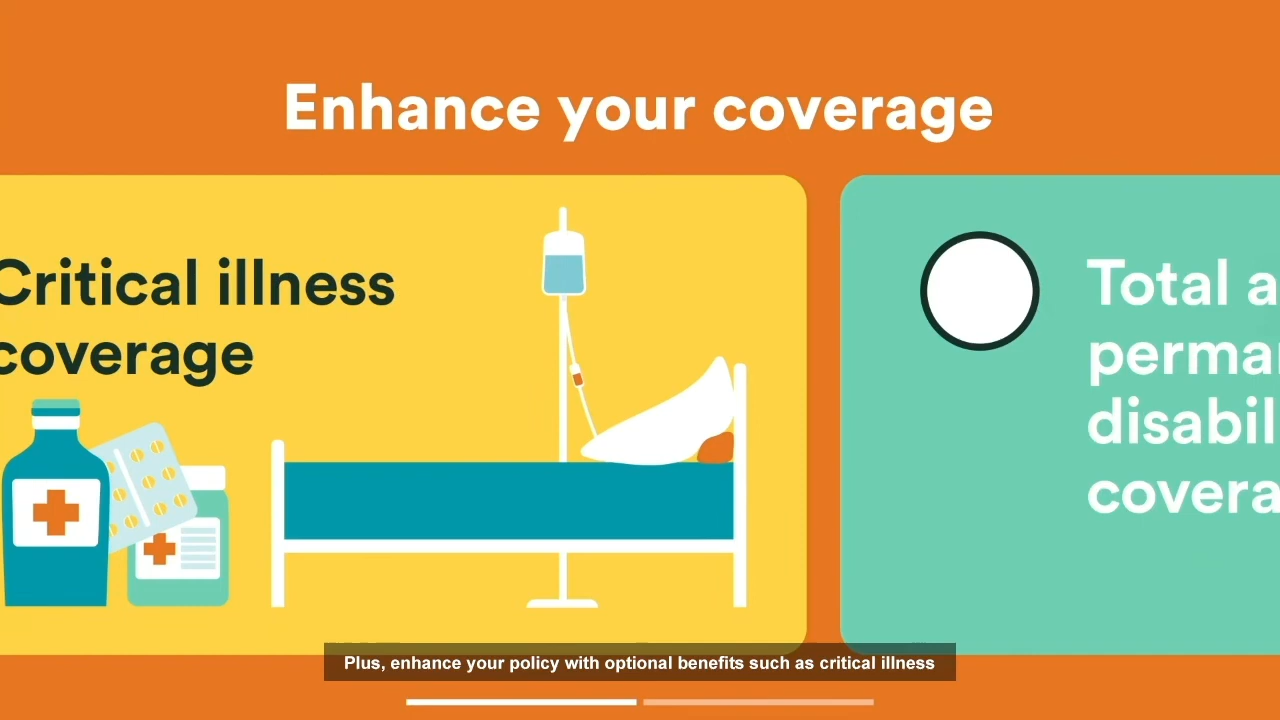 Enhance your coverage
Critical illness
coverage
Total a
perma
disabil
covera
Plus, enhance your policy with optional benefits such as critical illness